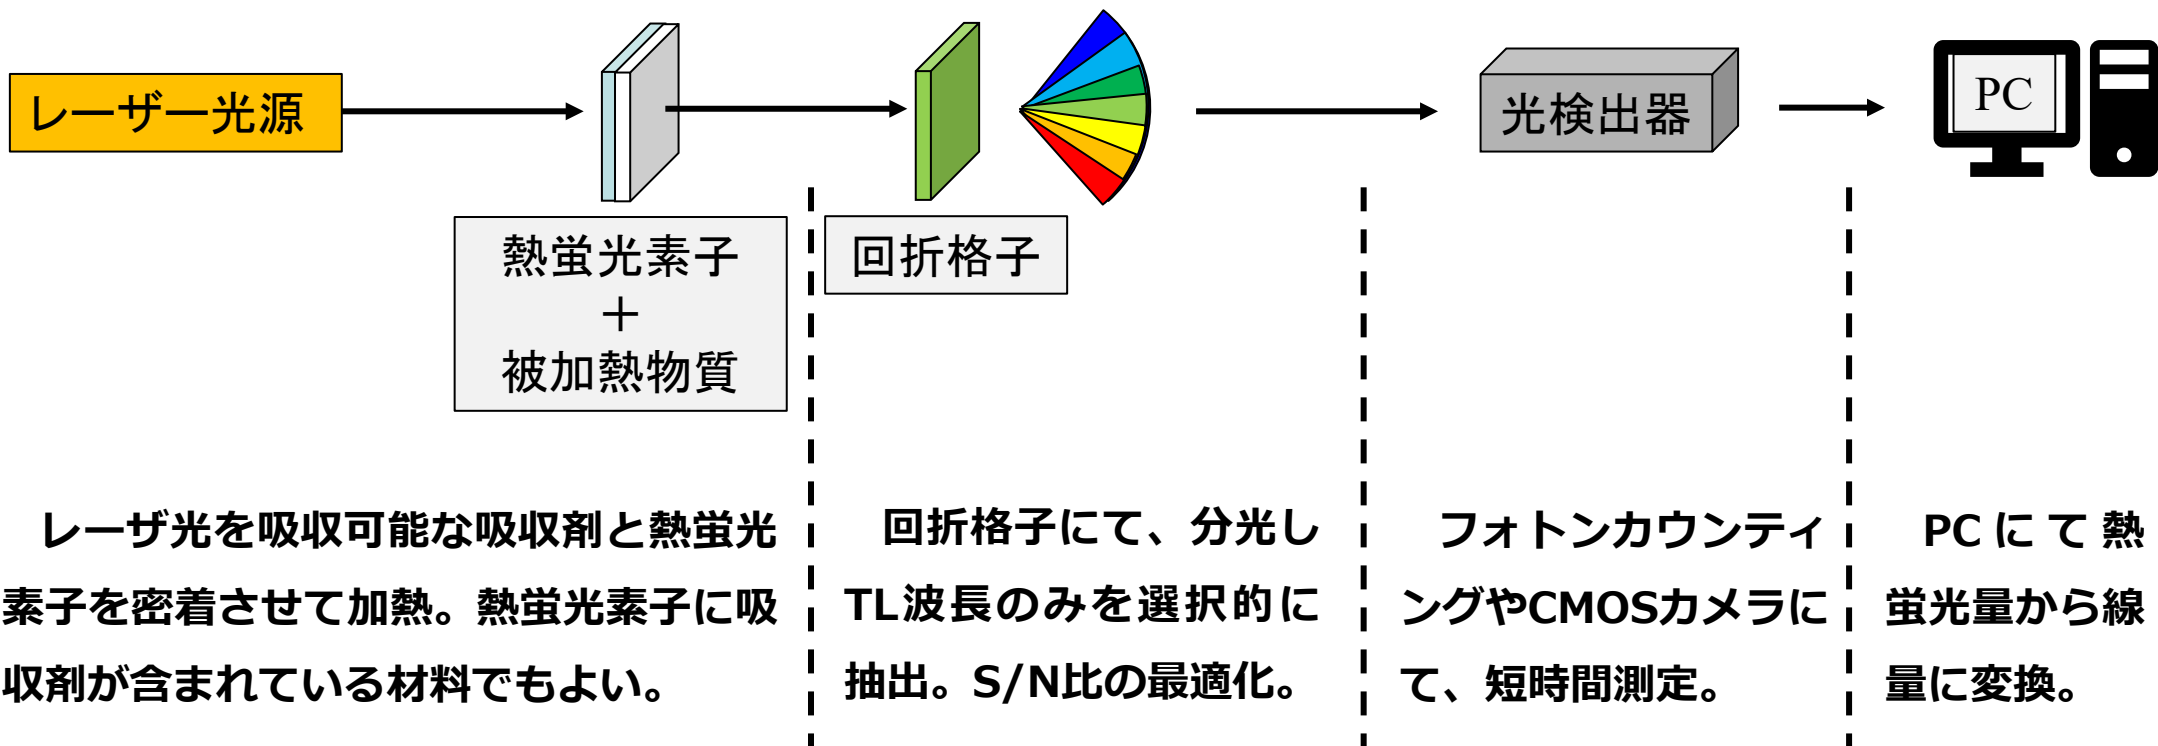 レーザー光源
熱蛍光素子
＋
被加熱物質
回折格子
光検出器
PC
レーザ光を吸収可能な吸収剤と熱蛍光
素子を密着させて加熱。熱蛍光素子に吸
収剤が含まれている材料でもよい。
回折格子にて、分光し
TL波長のみを選択的に
抽出。S/N比の最適化。
フォトンカウンティ
ングやCMOSカメラに
て、短時間測定。
PCにて熱
蛍光量から線
量に変換。